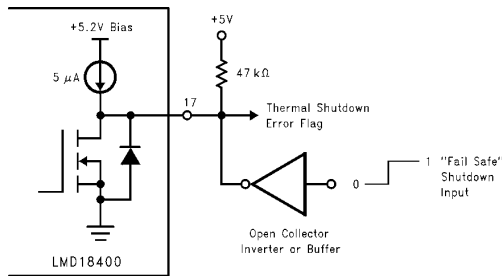 +5.2V Bias
5 μA
+5V
47 kΩ
17
Thermal Shutdown
Error Flag
0
1
"Fail Safe"
Shutdown
Input
Open Collector
Inverter or Buffer
LMD18400